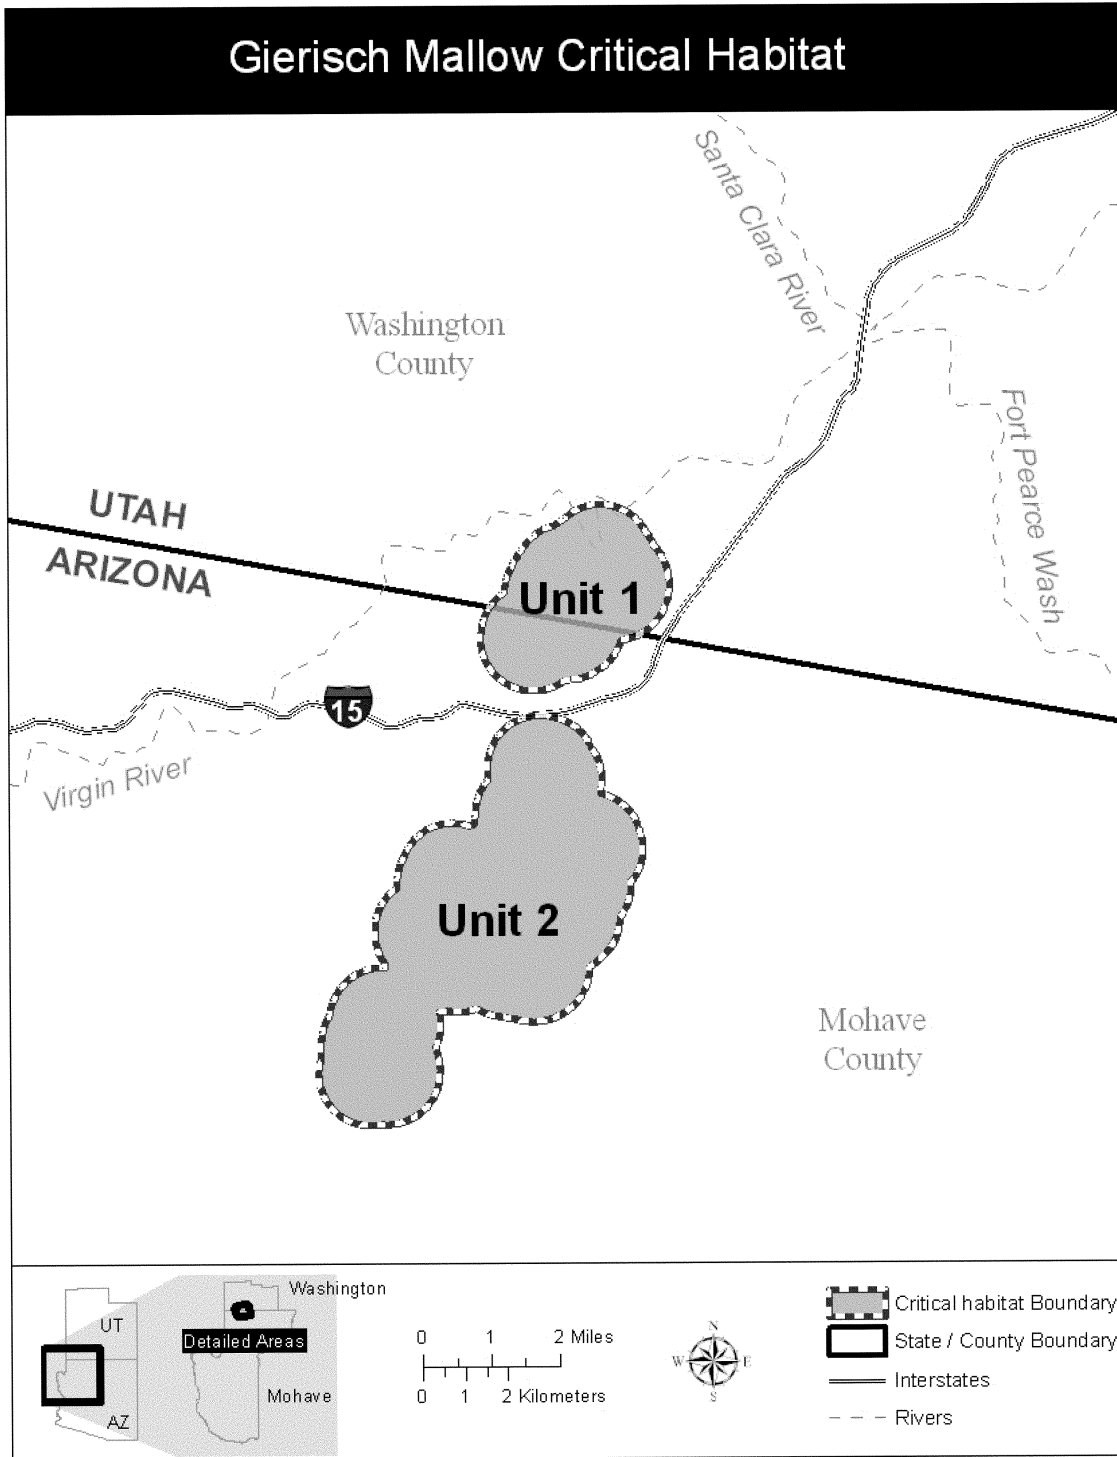 Gierisch Mallow Critical Habitat
Santa Clara River
Washington
County
Fort Pearce Wash
UTAH
ARIZONA
Unit 1
15
Virgin River
Unit 2
Mohave
County
UT
AZ
Washington
Detailed Areas
Mohave
0 1 2 Miles
0 1 2 Kilometers
N
W E
S
Critical habitat Boundary
State / County Boundary
Interstates
Rivers